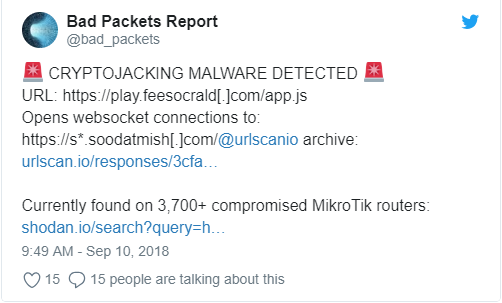 Bad Packets Report
@bad_packets
🚨 CRYPTOJACKING MALWARE DETECTED 🚨
URL: https://play.feesocrald[.]com/app.js
Opens websocket connections to:
https://s*.soodatmish[.]com/@urlscanio archive:
urlscan.io/responses/3cfa…
Currently found on 3,700+ compromised MikroTik routers:
shodan.io/search?query=h…
9:49 AM - Sep 10, 2018
15 15 people are talking about this